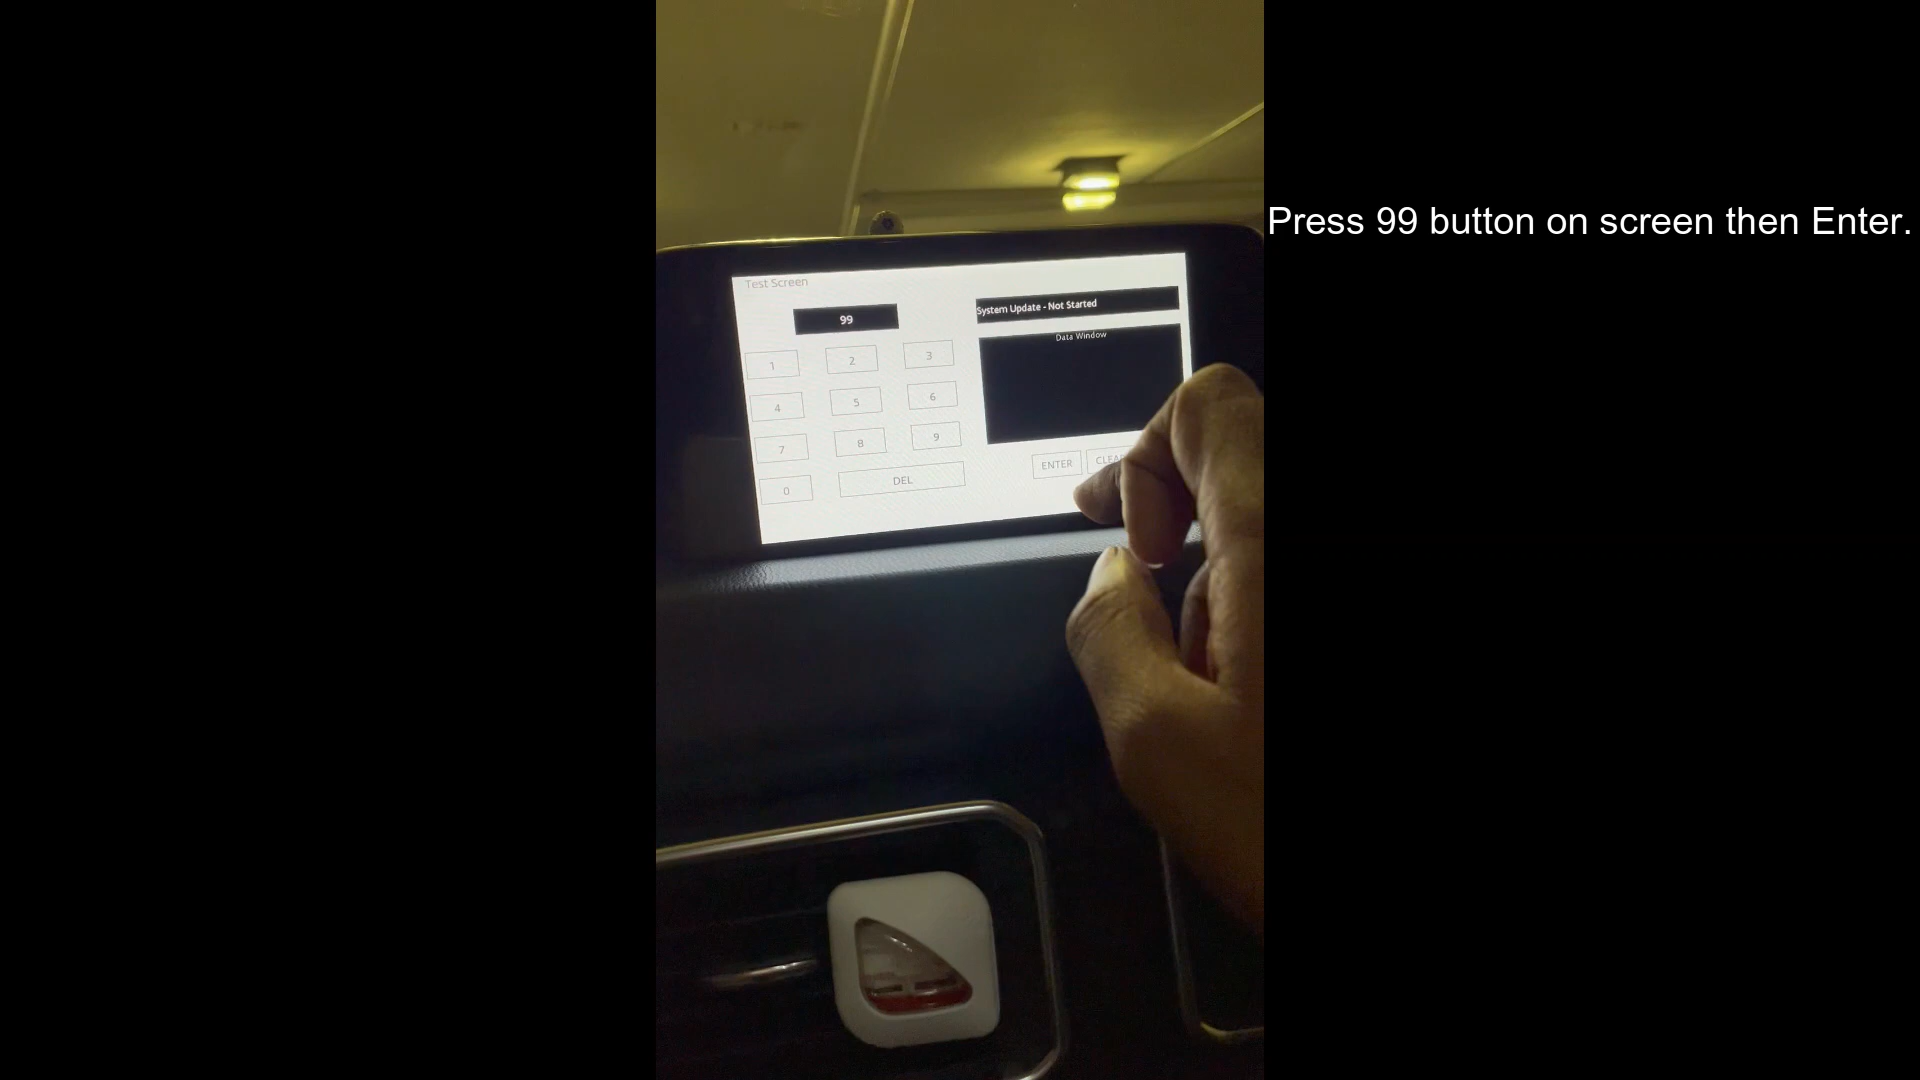 Press 99 button on screen then Enter.
Test Screen
99
System Update - Not Started
Data Window
1 2 3
4 5 6
7 8 9
0 DEL
ENTER